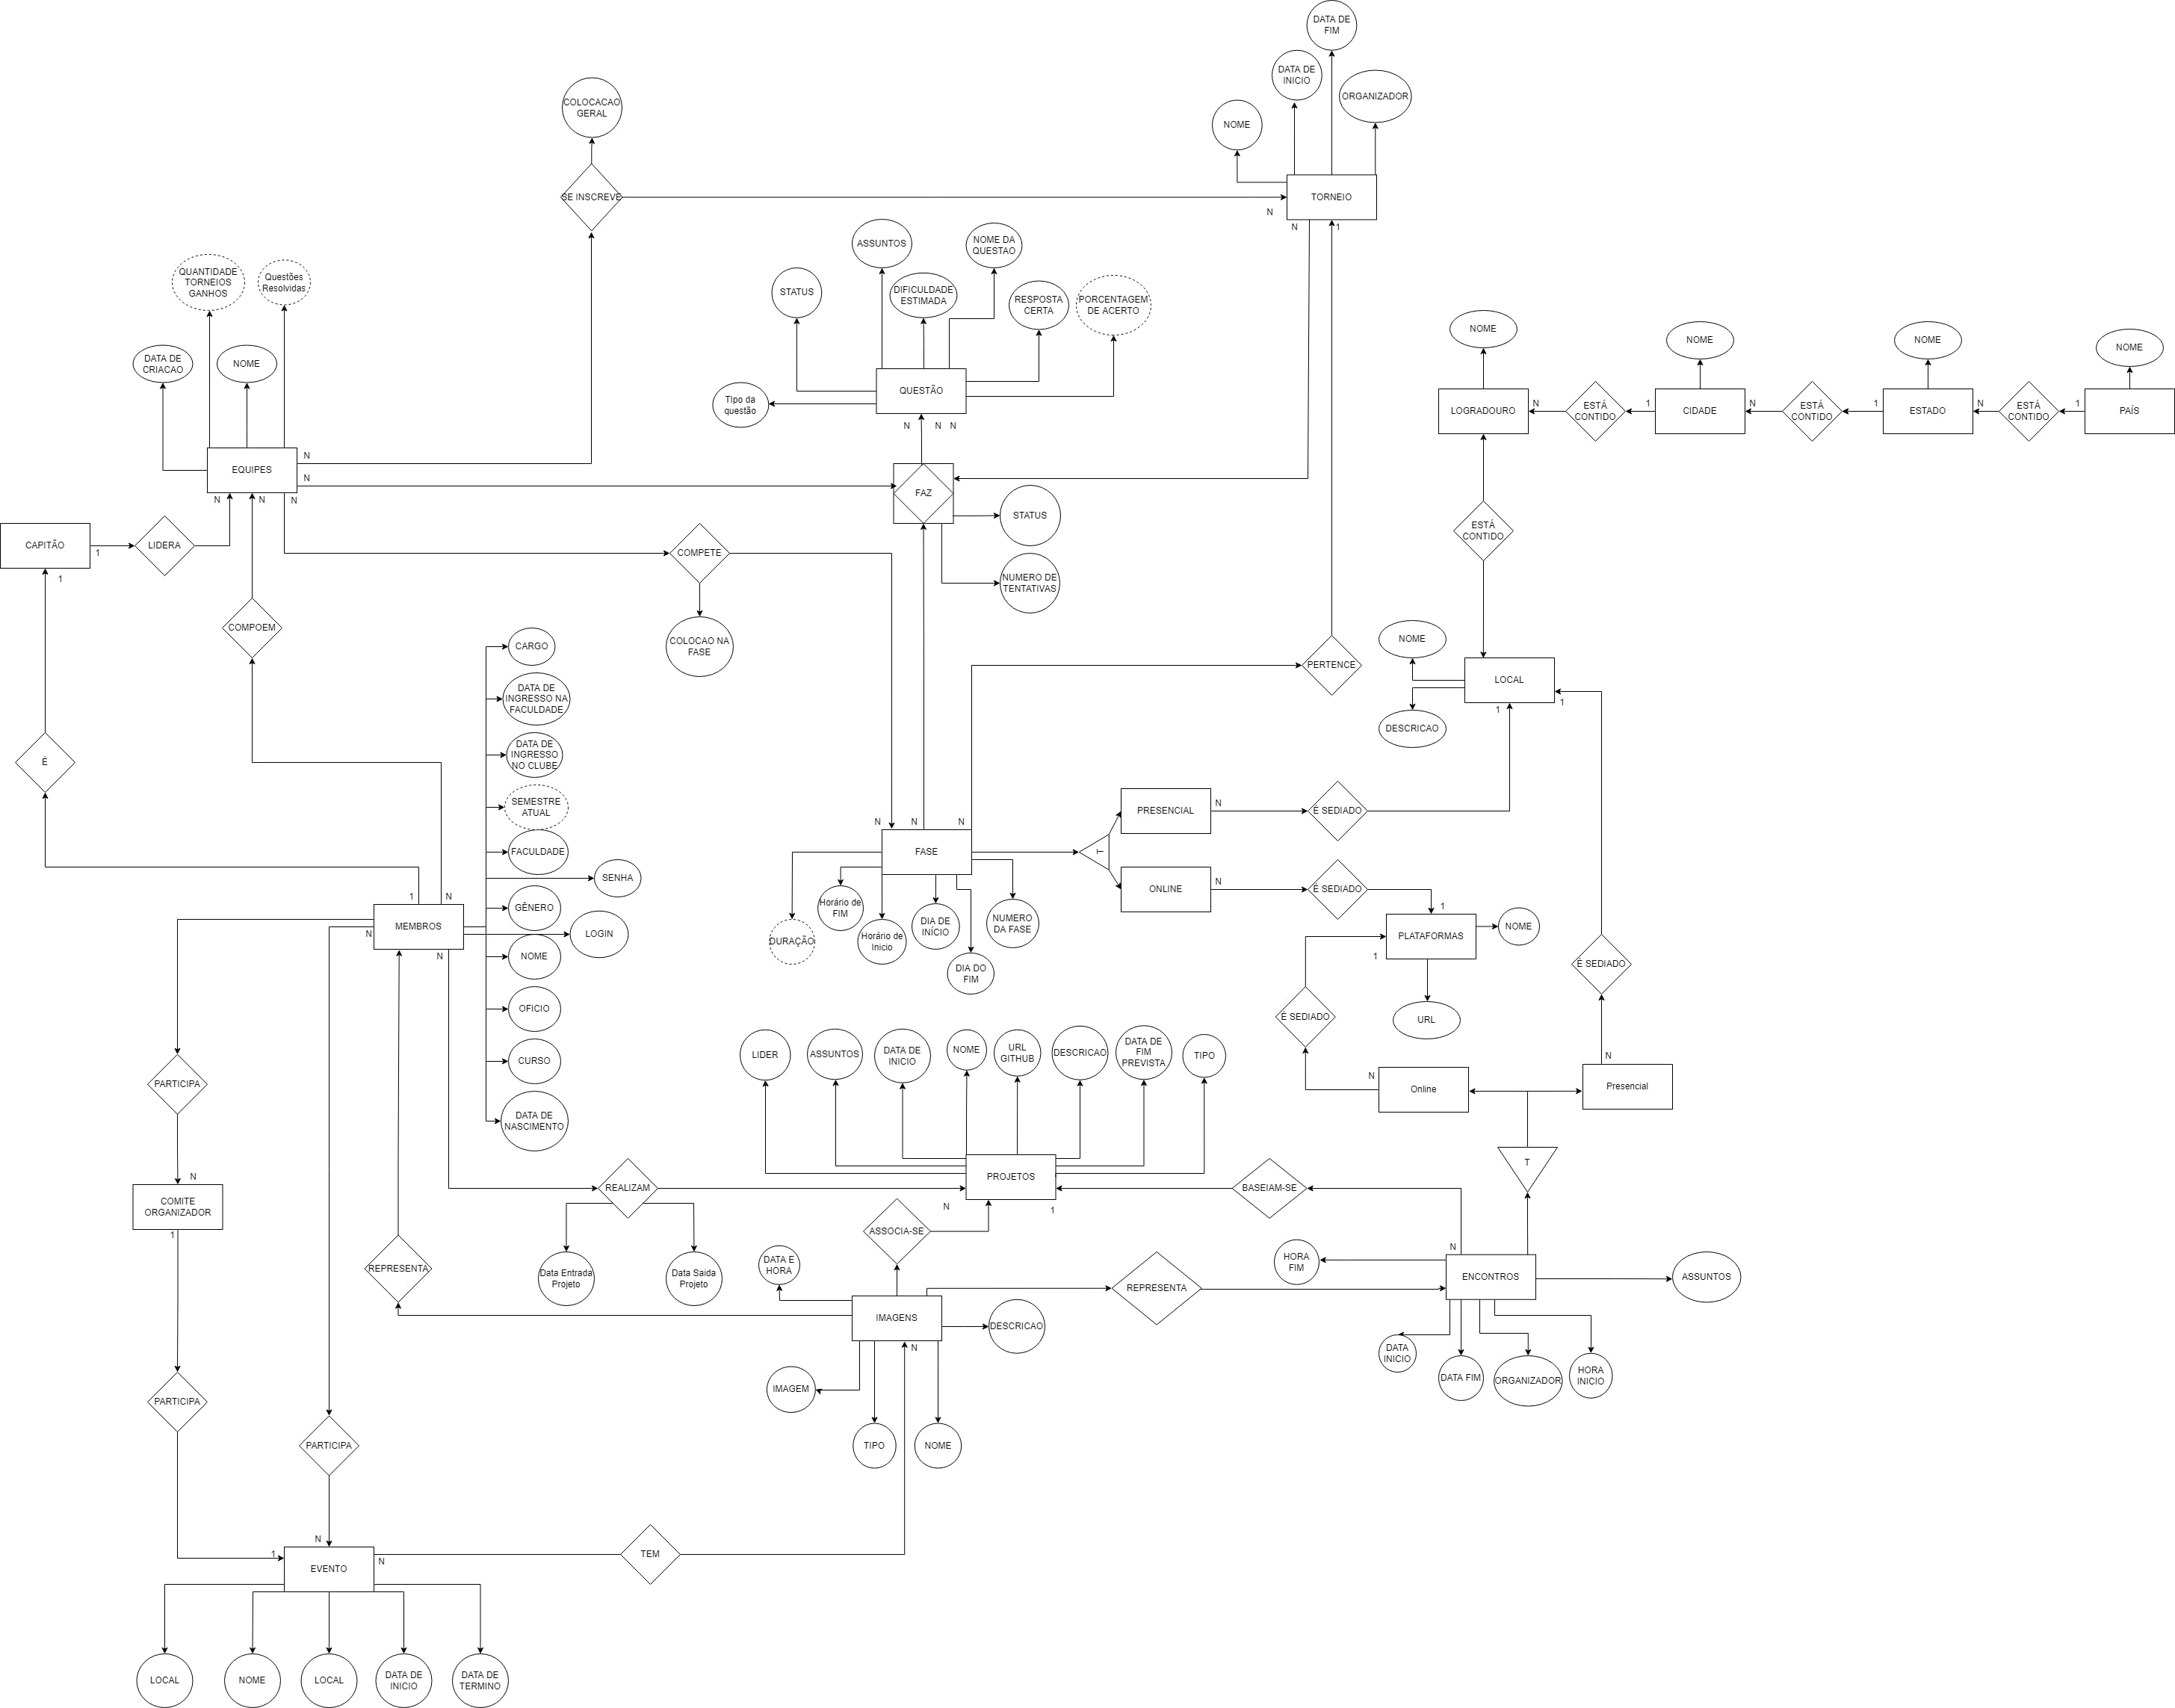 DATA DE
FIM
DATA DE
INICIO
ORGANIZADOR
COLOCACAO
GERAL
NOME
SE INSCREVE
TORNEIO
N
N
1
ASSUNTOS
NOME DA
QUESTAO
QUANTIDADE
TORNEIOS
GANHOS
Questões
Resolvidas
STATUS
DIFICULDADE
ESTIMADA
RESPOSTA
CERTA
PORCENTAGEM
DE ACERTO
NOME
NOME
NOME
NOME
DATA DE
CRIACAO
NOME
QUESTÃO
TIpo da
questão
LOGRADOURO
N
ESTÁ
CONTIDO
1
CIDADE
N
ESTÁ
CONTIDO
1
ESTADO
N
ESTÁ
CONTIDO
1
PAÍS
N
N
N
N
EQUIPES
N
N
N
N
FAZ
STATUS
ESTÁ
CONTIDO
CAPITÃO
1
LIDERA
COMPETE
1
NUMERO DE
TENTATIVAS
COMPOEM
COLOCAO NA
FASE
CARGO
NOME
PERTENCE
LOCAL
DATA DE
INGRESSO NA
FACULDADE
1
1
DESCRICAO
É
DATA DE
INGRESSO
NO CLUBE
SEMESTRE
ATUAL
PRESENCIAL
N
É SEDIADO
N
N
N
FACULDADE
FASE
T
SENHA
ONLINE
N
É SEDIADO
1
N
GÊNERO
Horário de
FIM
DIA DE
INÍCIO
NUMERO
DA FASE
1
MEMBROS
N
LOGIN
DURAÇÃO
Horário de
Inicio
PLATAFORMAS
NOME
N
NOME
1
É SEDIADO
DIA DO
FIM
OFICIO
É SEDIADO
URL
LIDER
ASSUNTOS
DATA DE
INICIO
NOME
URL
GITHUB
DESCRICAO
DATA DE
FIM
PREVISTA
TIPO
CURSO
N
N
PARTICIPA
Online
Presencial
DATA DE
NASCIMENTO
T
N
REALIZAM
PROJETOS
BASEIAM-SE
COMITE
ORGANIZADOR
N
1
1
ASSOCIA-SE
N
REPRESENTA
Data Entrada
Projeto
Data Saida
Projeto
DATA E
HORA
HORA
FIM
REPRESENTA
ENCONTROS
ASSUNTOS
IMAGENS
DESCRICAO
N
DATA
INICIO
DATA FIM
ORGANIZADOR
HORA
INICIO
IMAGEM
PARTICIPA
TIPO
NOME
PARTICIPA
N
1
N
TEM
EVENTO
LOCAL
NOME
LOCAL
DATA DE
INICIO
DATA DE
TERMINO